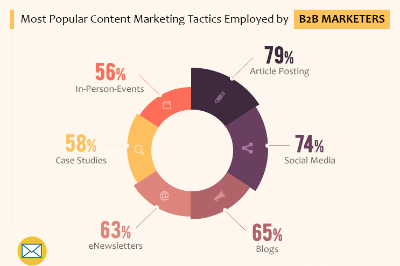 Most Popular Content Marketing Tactics Employed by B2B MARKETERS
79%
Article Posting
56%
In-Person-Events
74%
Social Media
58%
Case Studies
65%
Blogs
63%
eNewsletters